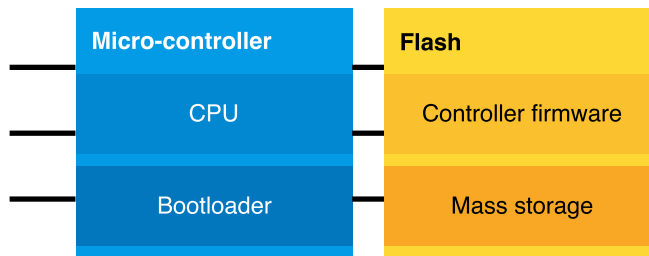 Micro-controller
CPU
Bootloader
Flash
Controller firmware
Mass storage